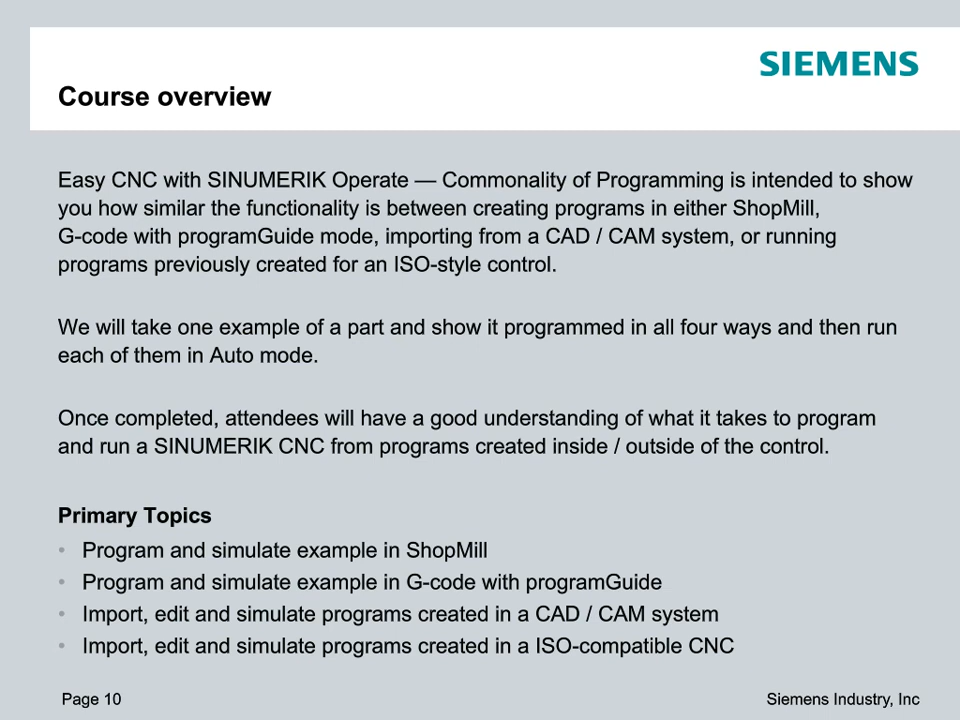 SIEMENS
Course overview
Easy CNC with SINUMERIK Operate — Commonality of Programming is intended to show
you how similar the functionality is between creating programs in either ShopMill,
G-code with programGuide mode, importing from a CAD / CAM system, or running
programs previously created for an ISO-style control.
We will take one example of a part and show it programmed in all four ways and then run
each of them in Auto mode.
Once completed, attendees will have a good understanding of what it takes to program
and run a SINUMERIK CNC from programs created inside / outside of the control.
Primary Topics
• Program and simulate example in ShopMill
• Program and simulate example in G-code with programGuide
• Import, edit and simulate programs created in a CAD / CAM system
• Import, edit and simulate programs created in a ISO-compatible CNC
Page 10
Siemens Industry, Inc